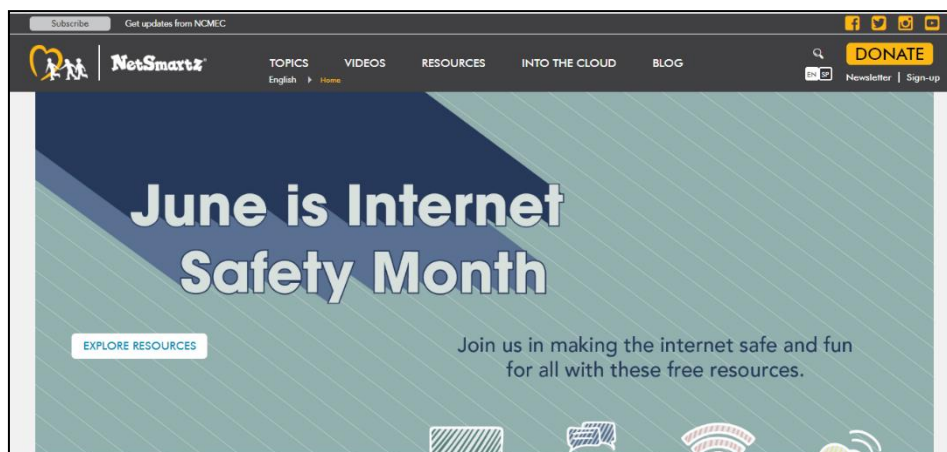 Subscribe Get updates from NCMEC
NetSmartz®
TOPICS VIDEOS RESOURCES INTO THE CLOUD BLOG
English Home
EN SP
DONATE
Newsletter | Sign-up
June is Internet
Safety Month
EXPLORE RESOURCES
Join us in making the internet safe and fun
for all with these free resources.